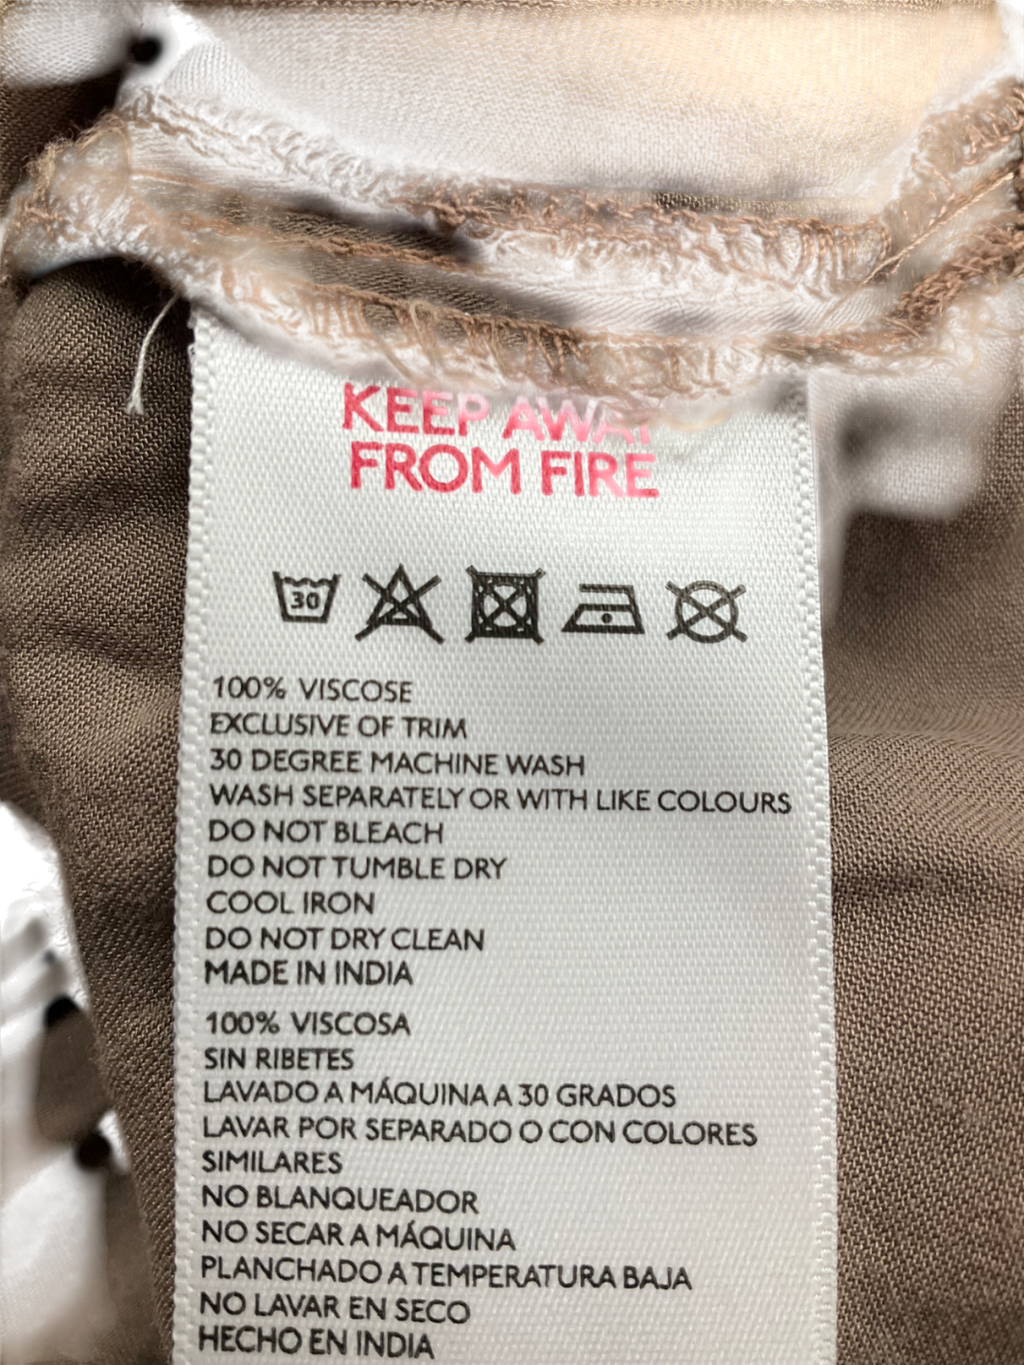 KEEP AWAY
FROM FIRE
30
100% VISCOSE
EXCLUSIVE OF TRIM
30 DEGREE MACHINE WASH
WASH SEPARATELY OR WITH LIKE COLOURS
DO NOT BLEACH
DO NOT TUMBLE DRY
COOL IRON
DO NOT DRY CLEAN
MADE IN INDIA
100% VISCOSA
SIN RIBETES
LAVADO A MÁQUINA A 30 GRADOS
LAVAR POR SEPARADO O CON COLORES
SIMILARES
NO BLANQUEADOR
NO SECAR A MÁQUINA
PLANCHADO A TEMPERATURA BAJA
NO LAVAR EN SECO
HECHO EN INDIA